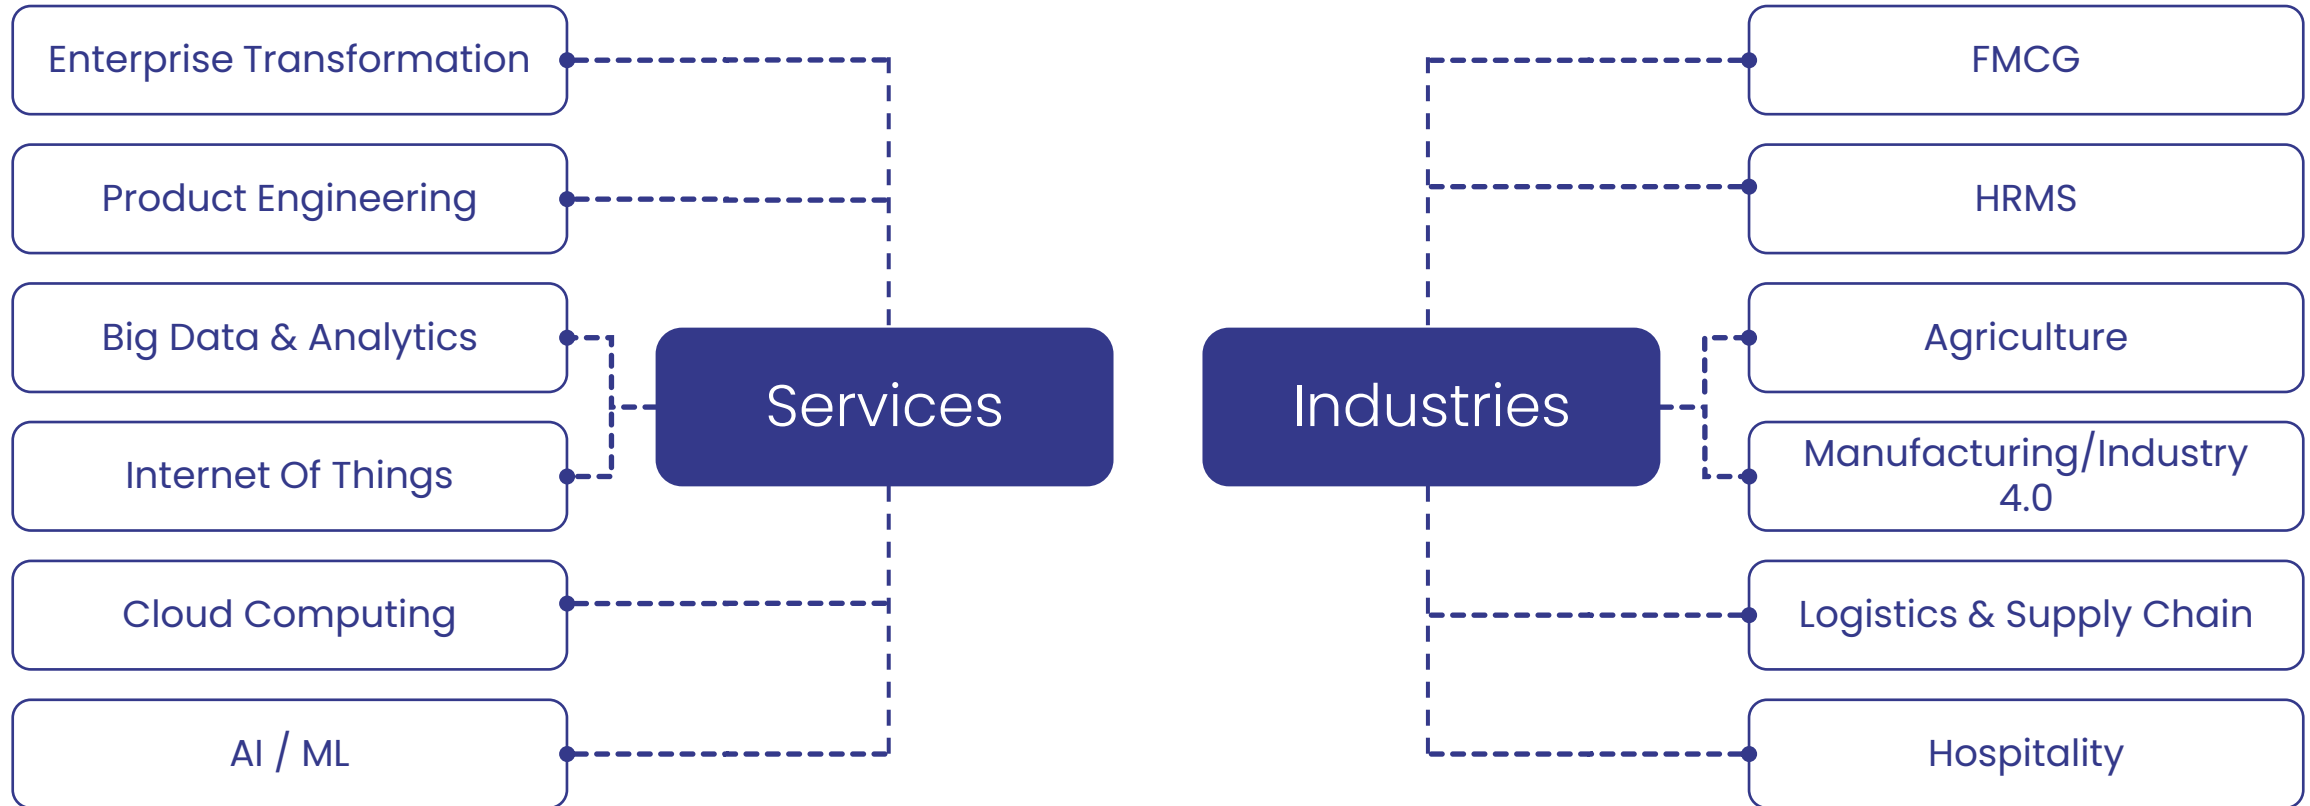 Enterprise Transformation
Product Engineering
Big Data & Analytics
Internet Of Things
Cloud Computing
AI / ML
Services
Industries
FMCG
HRMS
Agriculture
Manufacturing/Industry
4.0
Logistics & Supply Chain
Hospitality